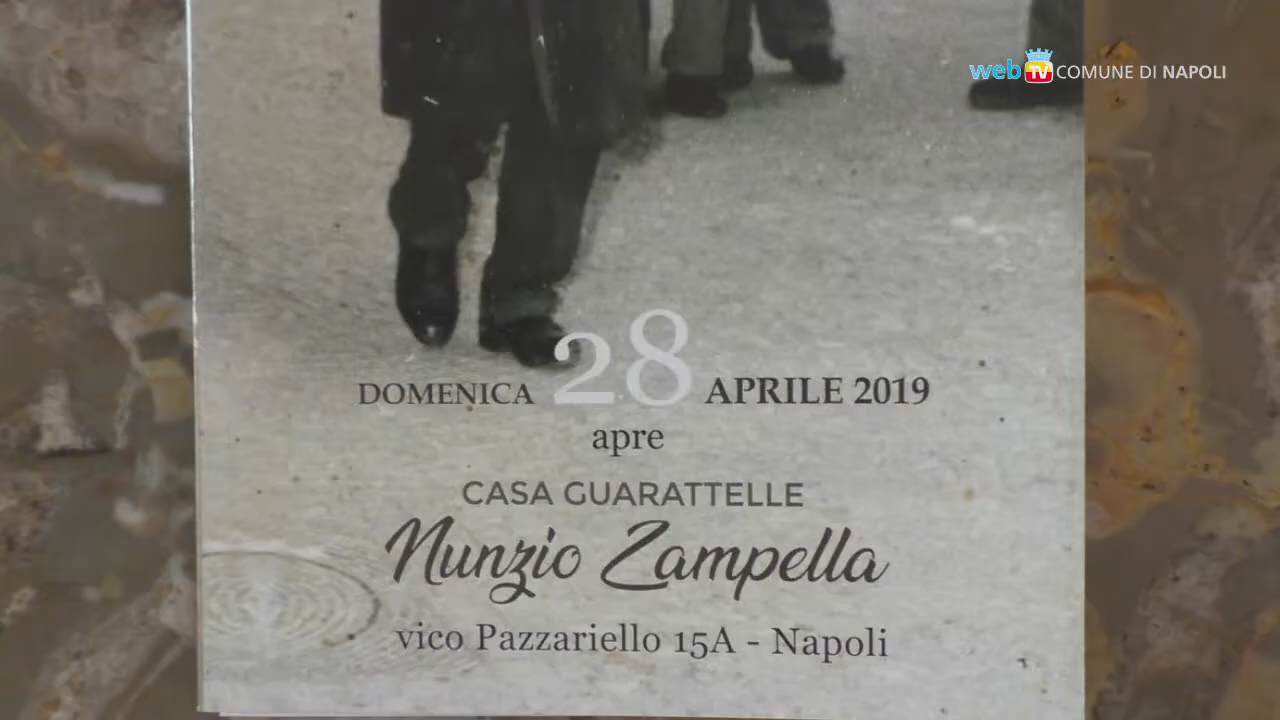 web TV COMUNE DI NAPOLI
DOMENICA 28 APRILE 2019
apre
CASA GUARATTELLE
Nunzio Zampella
vico Pazzariello 15A - Napoli